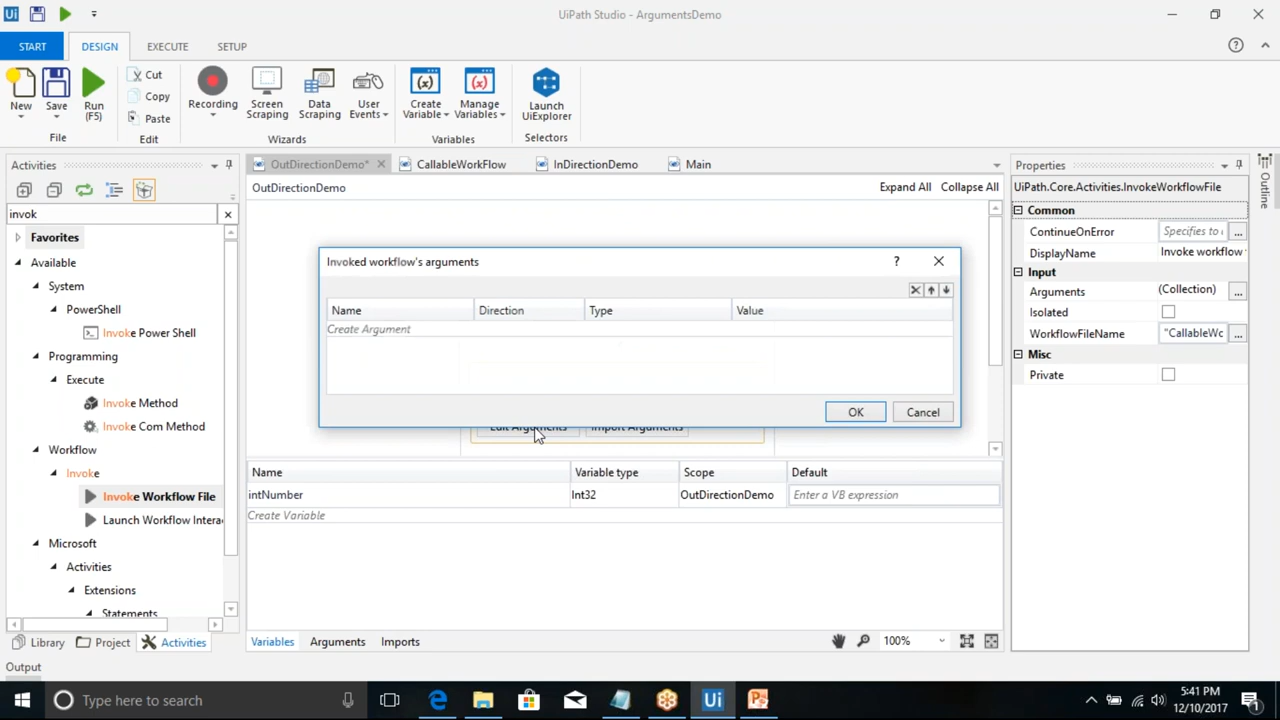 UiPath Studio - ArgumentsDemo
START DESIGN EXECUTE SETUP
New
Save
Run
(F5)
Cut
Copy
Paste
Recording
Screen
Scraping
Data
Scraping
User
Events
Create
Variable
Manage
Variables
Launch
UiExplorer
File Edit Wizards Variables Selectors
Activities
invok
Favorites
Available
System
PowerShell
Invoke Power Shell
Programming
Execute
Invoke Method
Invoke Com Method
Workflow
Invoke
Invoke Workflow File
Launch Workflow Intera
Microsoft
Activities
Extensions
Statements
Library Project Activities
Output
OutDirectionDemo* CallableWorkFlow InDirectionDemo Main
OutDirectionDemo Expand All Collapse All
Invoked workflow's arguments
Name Direction Type Value
Create Argument
OK Cancel
Edit Arguments Import Arguments
Name Variable type Scope Default
intNumber Int32 OutDirectionDemo Enter a VB expression
Create Variable
Variables Arguments Imports 100%
Properties
UiPath.Core.Activities.InvokeWorkflowFile
Common
ContinueOnError Specifies to
DisplayName Invoke workflow
Input
Arguments (Collection) ...
Isolated
WorkflowFileName "CallableWc ...
Misc
Private
Outline
Type here to search
5:41 PM
12/10/2017